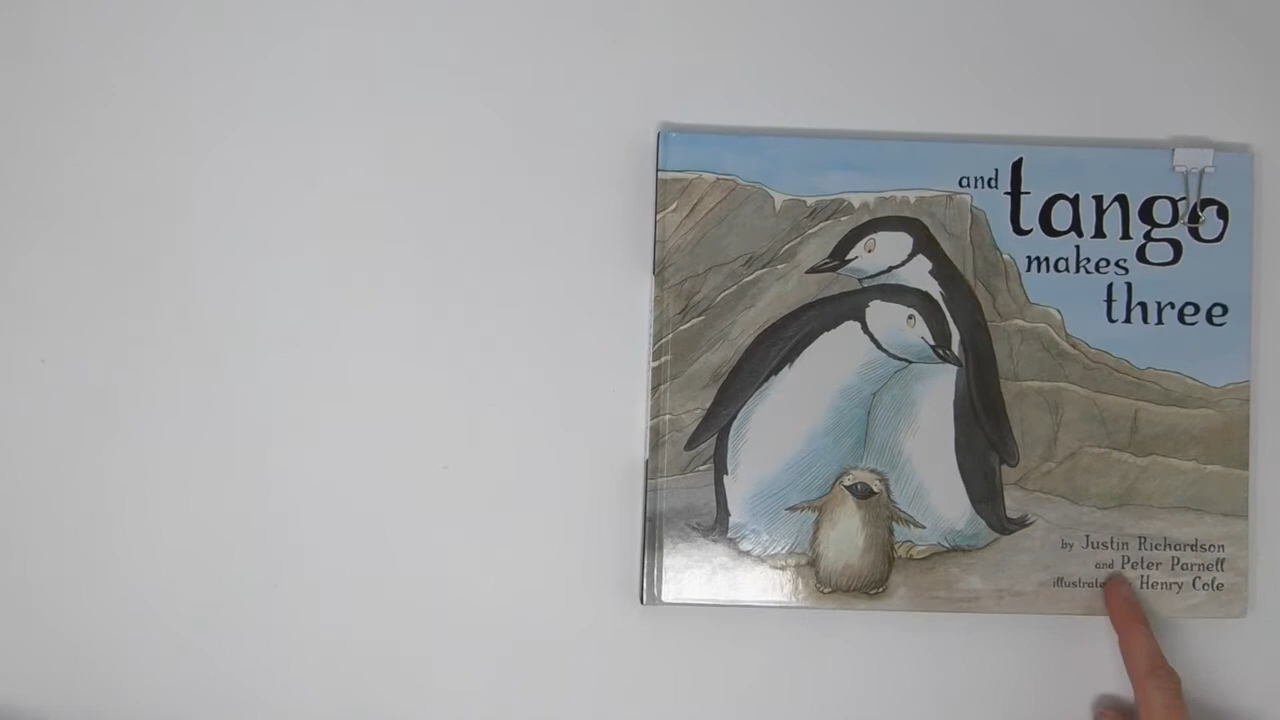 and
tango
makes
three
by Justin Richardson
and Peter Parnell
Henry Cole